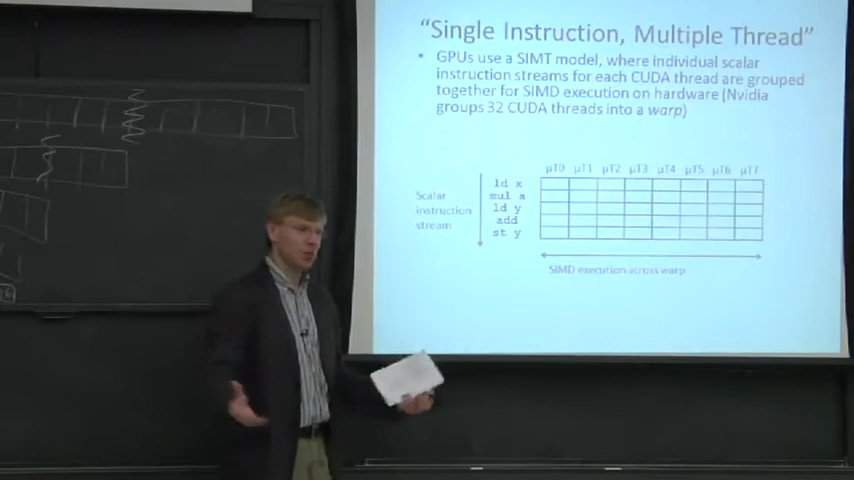 “Single Instruction, Multiple Thread”
• GPUs use a SIMT model, where individual scalar
instruction streams for each CUDA thread are grouped
together for SIMD execution on hardware (Nvidia
groups 32 CUDA threads into a warp)
µT0 µT1 µT2 µT3 µT4 µT5 µT6 µT7
Scalar
instruction
stream
ld x
mul a
ld y
add
st y
SIMD execution across warp